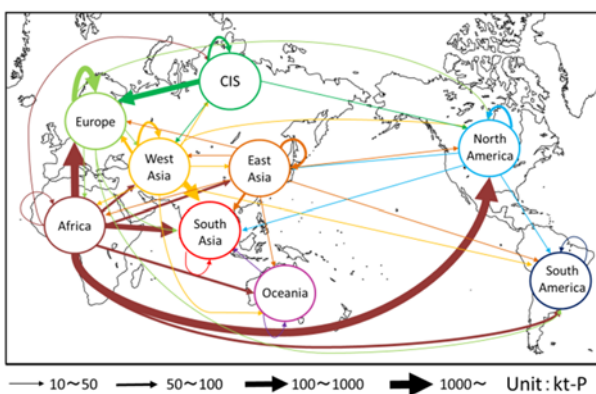 CIS
Europe
North
America
West
Asia
East
Asia
Africa
South
Asia
Oceania
South
America
10~50 50~100 100~1000 1000~ Unit : kt-P